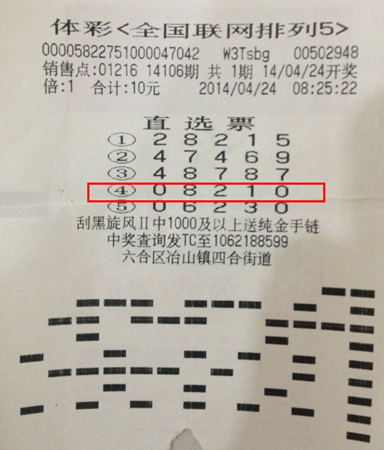 体彩<全国联网排列5>
00005822751000047042 W3Tsbg 00502948
销售点:01216 14106期 共1期 14/04/24开奖
倍:1 合计:10元 2014/04/24 08:25:22
直选票
① 2 8 2 1 5
② 4 7 4 6 9
③ 4 8 7 8 7
④ 0 8 2 1 0
⑤ 0 6 2 3 0
刮黑旋风Ⅱ中1000及以上送纯金手链
中奖查询发TC至1062188599
六合区冶山镇四合街道